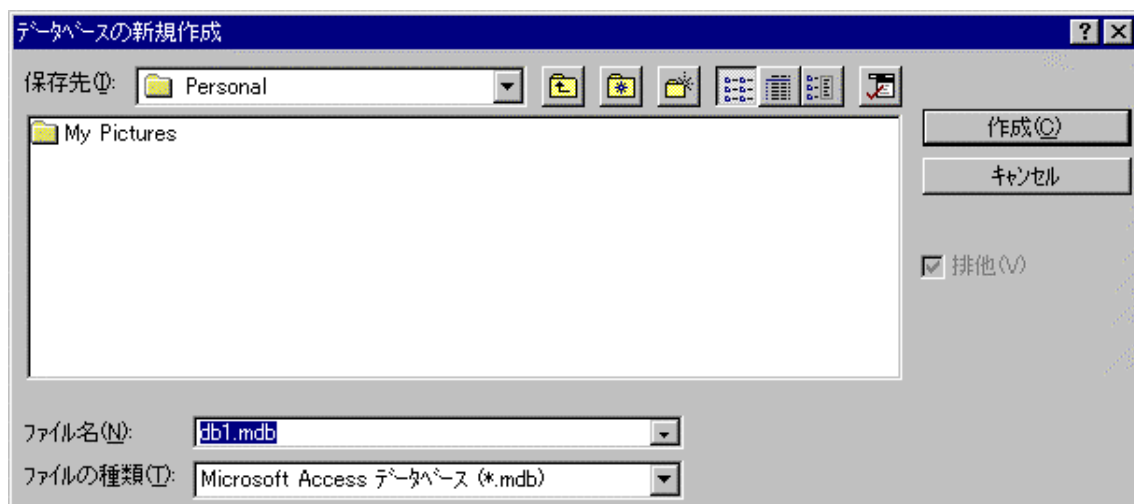 ﾃﾞｰﾀﾍﾞｰｽの新規作成
保存先(I): Personal
My Pictures
作成(C)
ｷｬﾝｾﾙ
排他(V)
ﾌｧｲﾙ名(N): db1.mdb
ﾌｧｲﾙの種類(T): Microsoft Access ﾃﾞｰﾀﾍﾞｰｽ (*.mdb)